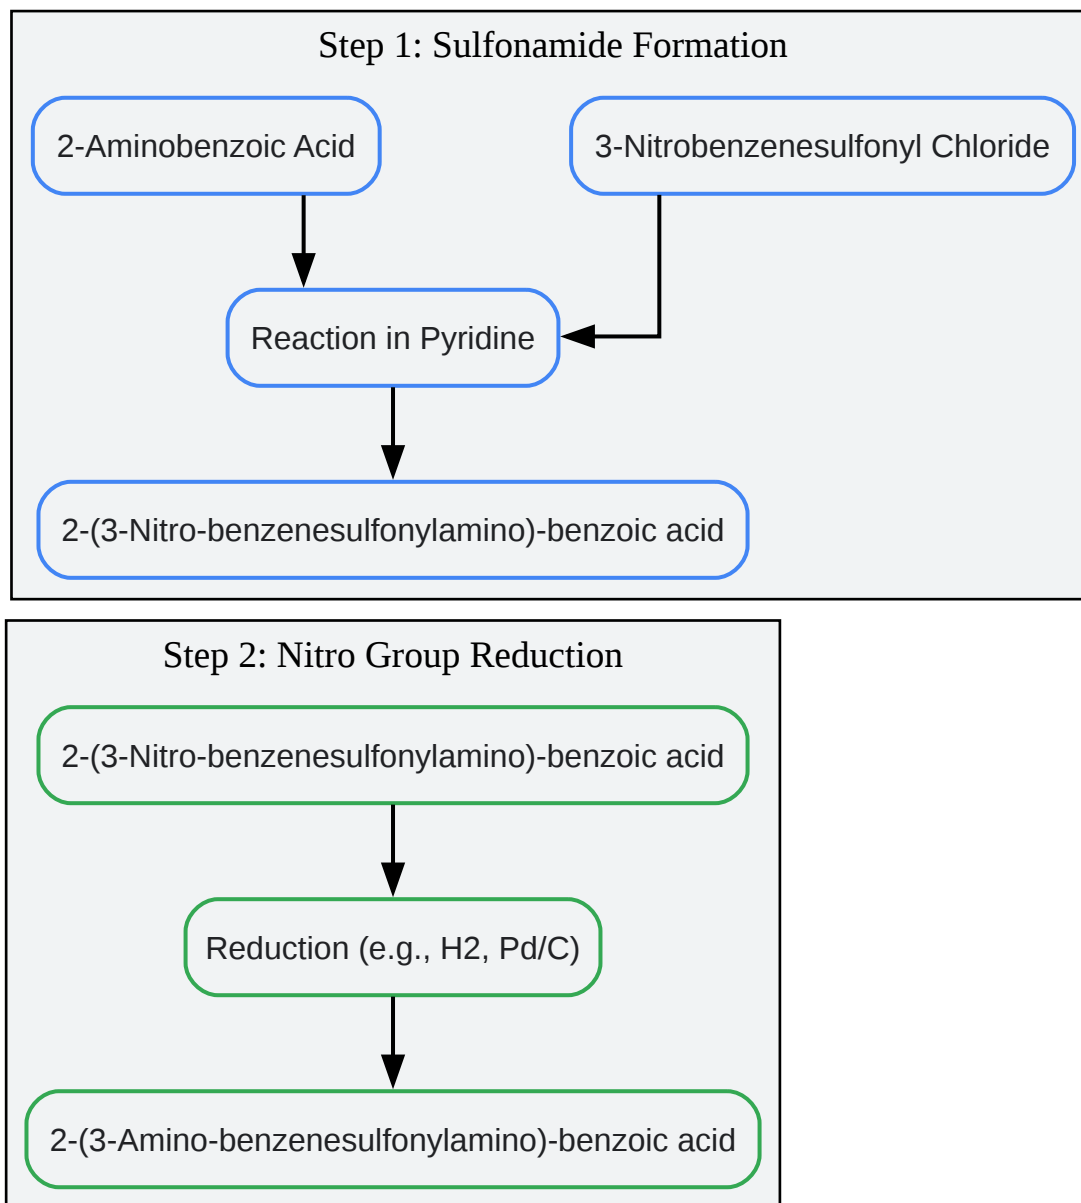 Step 1: Sulfonamide Formation
2-Aminobenzoic Acid
3-Nitrobenzenesulfonyl Chloride
Reaction in Pyridine
2-(3-Nitro-benzenesulfonylamino)-benzoic acid
Step 2: Nitro Group Reduction
2-(3-Nitro-benzenesulfonylamino)-benzoic acid
Reduction (e.g., H2, Pd/C)
2-(3-Amino-benzenesulfonylamino)-benzoic acid